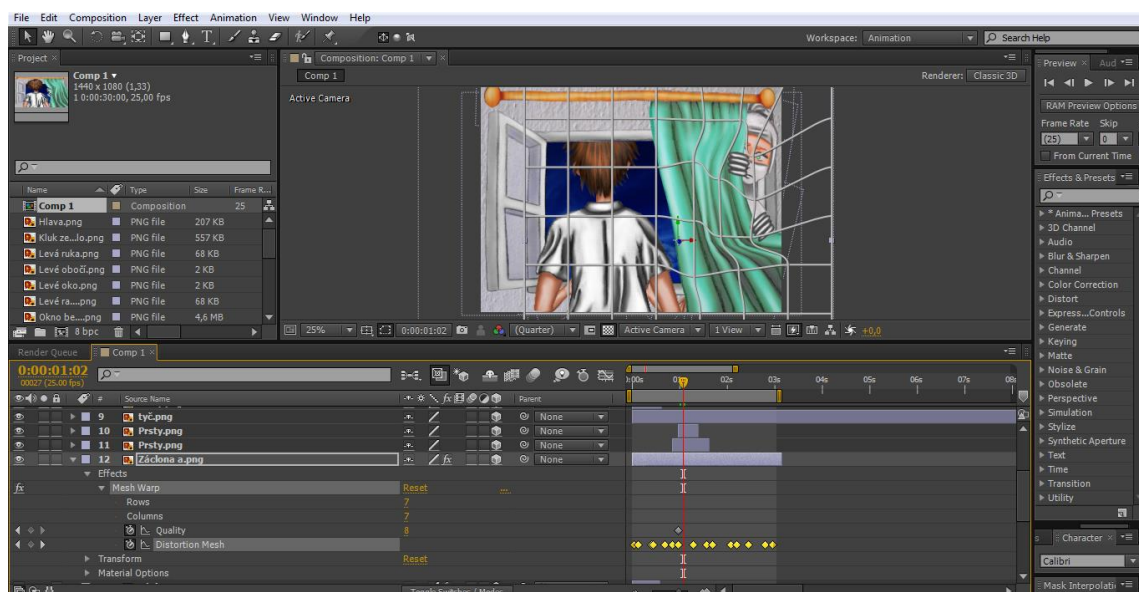 File Edit Composition Layer Effect Animation View Window Help
Workspace: Animation Search Help
Project
Comp 1
1440 x 1080 (1,33)
1 0:00:30:00, 25,00 fps
Name Type Size Frame R...
Comp 1 Composition 25
Hlava.png PNG file 207 KB
Kluk ze...lo.png PNG file 557 KB
Levá ruka.png PNG file 68 KB
Levé obočí.png PNG file 2 KB
Levé oko.png PNG file 2 KB
Levé ra....png PNG file 68 KB
Okno be....png PNG file 4,6 MB
8 bpc
Composition: Comp 1
Comp 1 Renderer: Classic 3D
Active Camera
25% 0:00:01:02 (Quarter) Active Camera 1 View +0,0
Preview Aud
RAM Preview Options
Frame Rate Skip
(25) 0
From Current Time
Effects & Presets
* Anima... Presets
3D Channel
Audio
Blur & Sharpen
Channel
Color Correction
Distort
Express...Controls
Generate
Keying
Matte
Noise & Grain
Obsolete
Perspective
Simulation
Stylize
Synthetic Aperture
Text
Time
Transition
Utility
Character
Calibri
Mask Interpolati
Render Queue Comp 1
0:00:01:02
00027 (25.00 fps)
# Source Name Parent
02s 03s 04s 05s 06s 07s
9 tyč.png None
10 Prsty.png None
11 Prsty.png None
12 Záclona a.png None
Effects
fx Mesh Warp Reset ...
Rows 7
Columns 7
Quality 8
Distortion Mesh
Transform Reset
Material Options
Toggle Switches / Modes